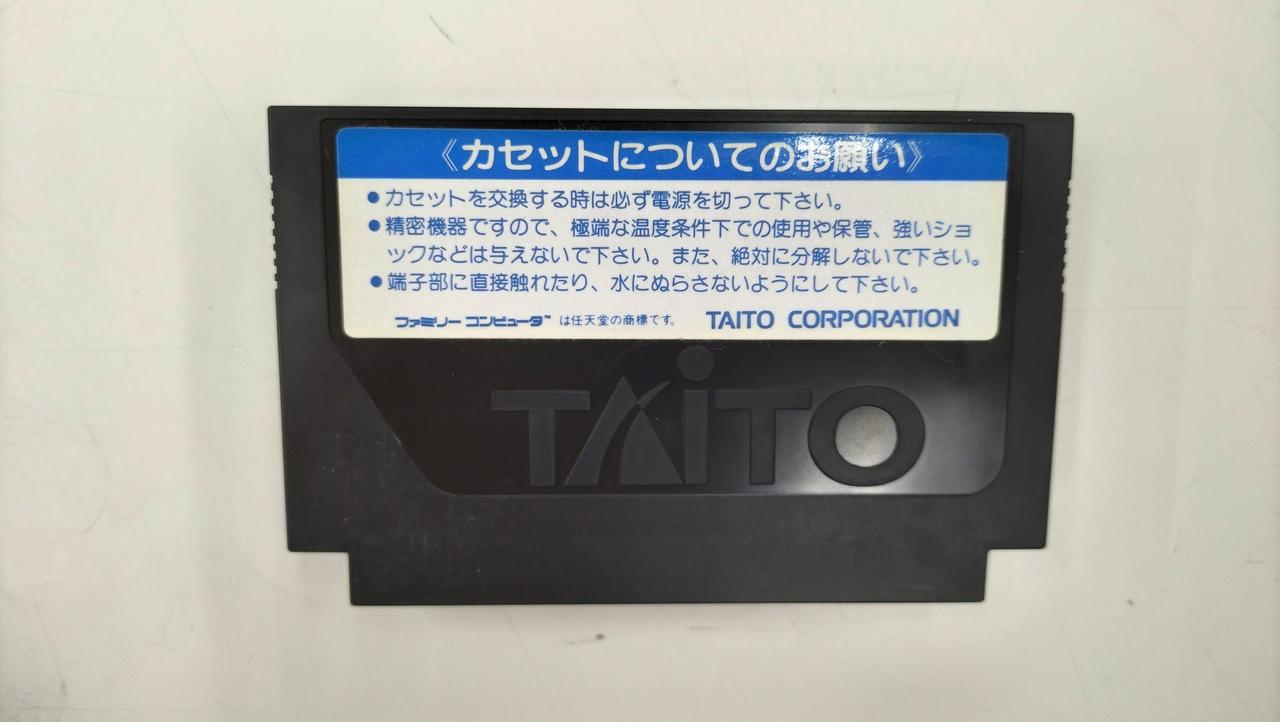 《カセットについてのお願い》
●カセットを交換する時は必ず電源を切って下さい。
●精密機器ですので、極端な温度条件下での使用や保管、強いショ
ックなどは与えないで下さい。また、絶対に分解しないで下さい。
●端子部に直接触れたり、水にぬらさないようにして下さい。
ファミリーコンピュータ™ は任天堂の商標です。 TAITO CORPORATION
TAiTO